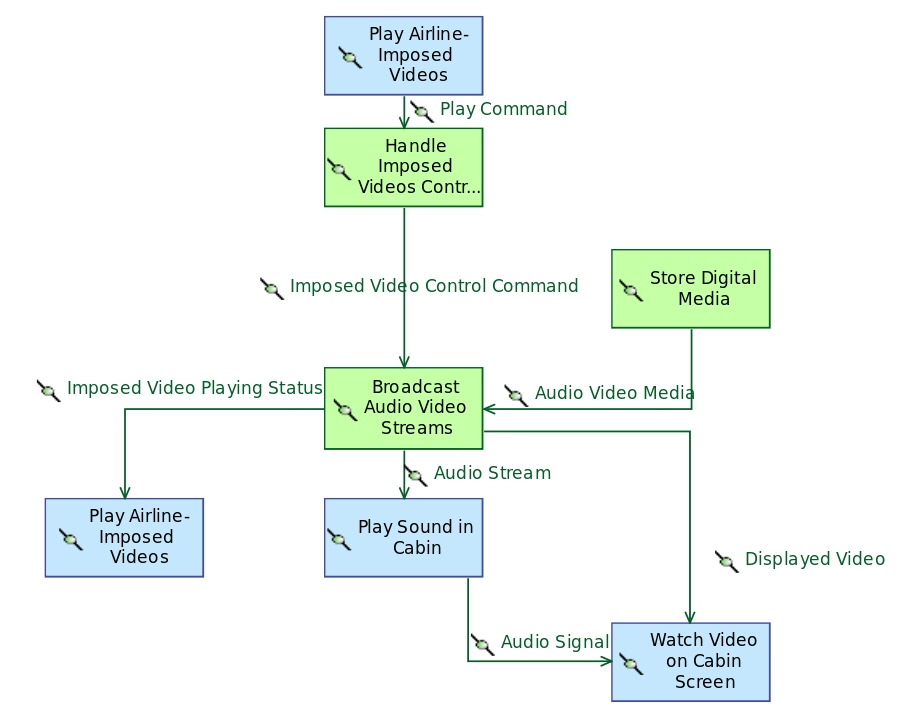 Play Airline-
Imposed
Videos
Play Command
Handle
Imposed
Videos Contr...
Imposed Video Control Command
Store Digital
Media
Imposed Video Playing Status
Broadcast
Audio Video
Streams
Audio Video Media
Audio Stream
Play Airline-
Imposed
Videos
Play Sound in
Cabin
Displayed Video
Audio Signal
Watch Video
on Cabin
Screen